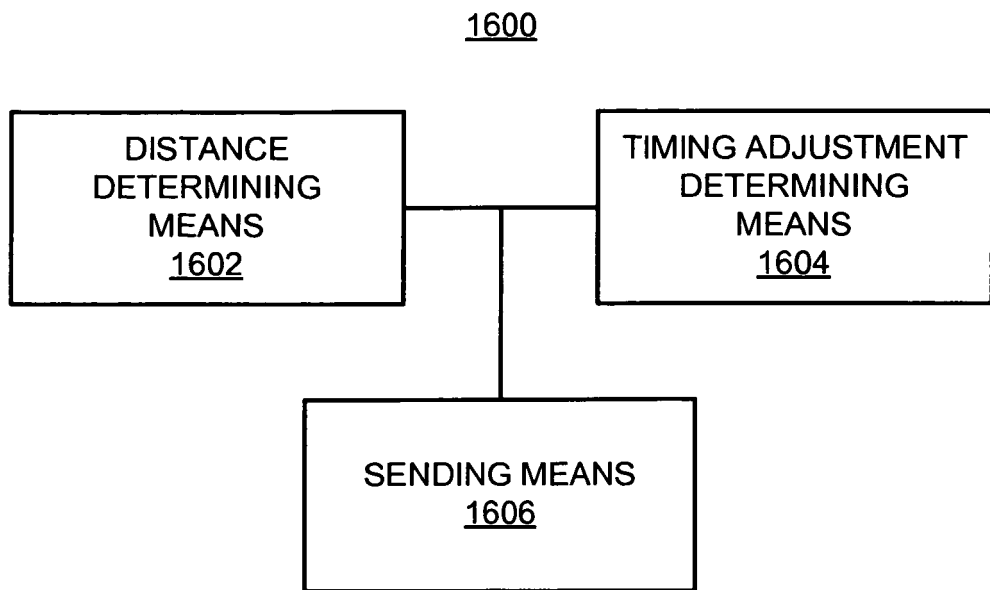 1600
DISTANCE
DETERMINING
MEANS
1602
TIMING ADJUSTMENT
DETERMINING
MEANS
1604
SENDING MEANS
1606